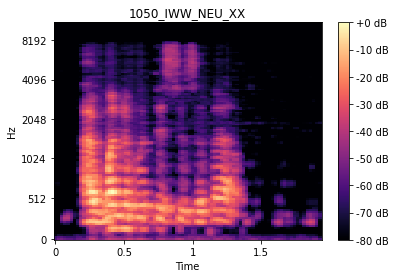 1050_IWW_NEU_XX
+0 dB
8192
-10 dB
4096
-20 dB
-30 dB
2048
Hz
-40 dB
1024
-50 dB
512
-60 dB
-70 dB
0
-80 dB
0 0.5 1 1.5
Time